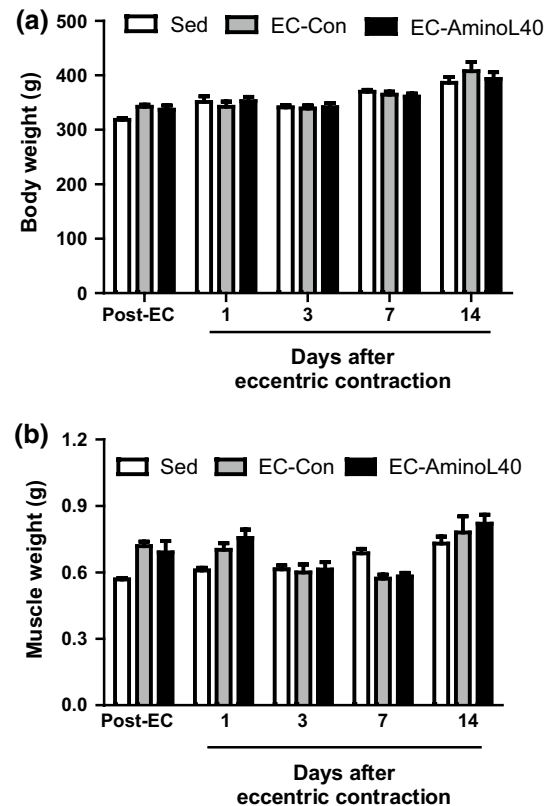 (a)
500
Sed
EC-Con
EC-AminoL40
400
300
200
100
0
Body weight (g)
Post-EC
1
3
7
14
Days after
eccentric contraction
(b)
1.2
Sed
EC-Con
EC-AminoL40
0.9
0.6
0.3
0.0
Muscle weight (g)
Post-EC
1
3
7
14
Days after
eccentric contraction